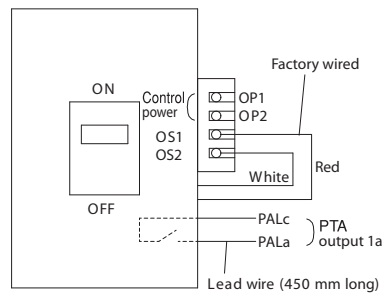 Factory wired
ON
Control
power
OP1
OP2
OS1
OS2
Red
White
OFF
PALc
PTA
output 1a
PALa
Lead wire (450 mm long)